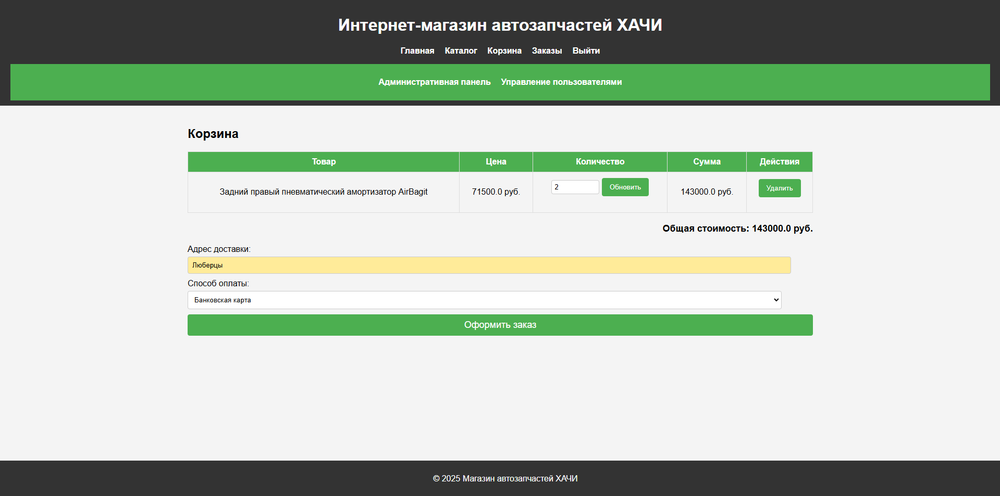 Интернет-магазин автозапчастей ХАЧИ
Главная Каталог Корзина Заказы Выйти
Административная панель Управление пользователями
Корзина
Товар Цена Количество Сумма Действия
Задний правый пневматический амортизатор AirBagit 71500.0 руб. 2 Обновить 143000.0 руб. Удалить
Общая стоимость: 143000.0 руб.
Адрес доставки:
Люберцы
Способ оплаты:
Банковская карта
Оформить заказ
© 2025 Магазин автозапчастей ХАЧИ